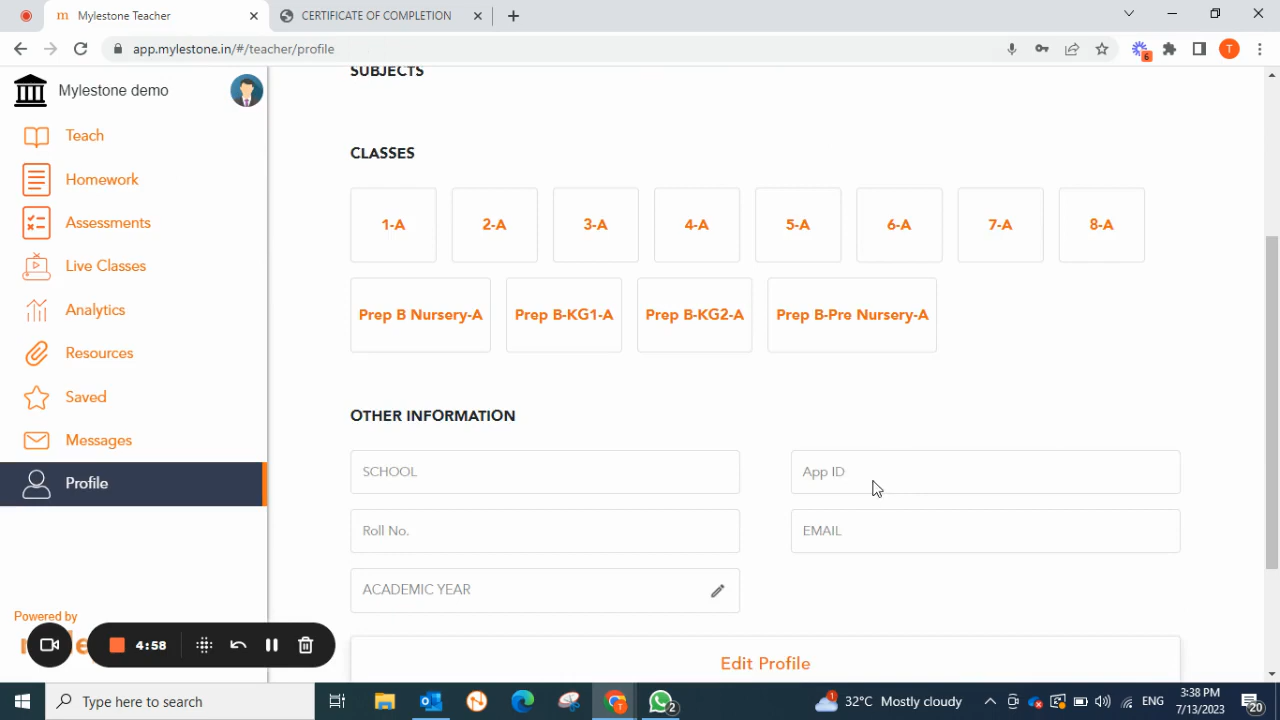 Mylestone Teacher
CERTIFICATE OF COMPLETION
app.mylestone.in/#/teacher/profile
T
6
Mylestone demo
Teach
Homework
Assessments
Live Classes
Analytics
Resources
Saved
Messages
Profile
Powered by
4:58
SUBJECTS
CLASSES
1-A
2-A
3-A
4-A
5-A
6-A
7-A
8-A
Prep B Nursery-A
Prep B-KG1-A
Prep B-KG2-A
Prep B-Pre Nursery-A
OTHER INFORMATION
SCHOOL
App ID
Roll No.
EMAIL
ACADEMIC YEAR
Edit Profile
Type here to search
2
1
32°C Mostly cloudy
ENG
3:38 PM
7/13/2023
20